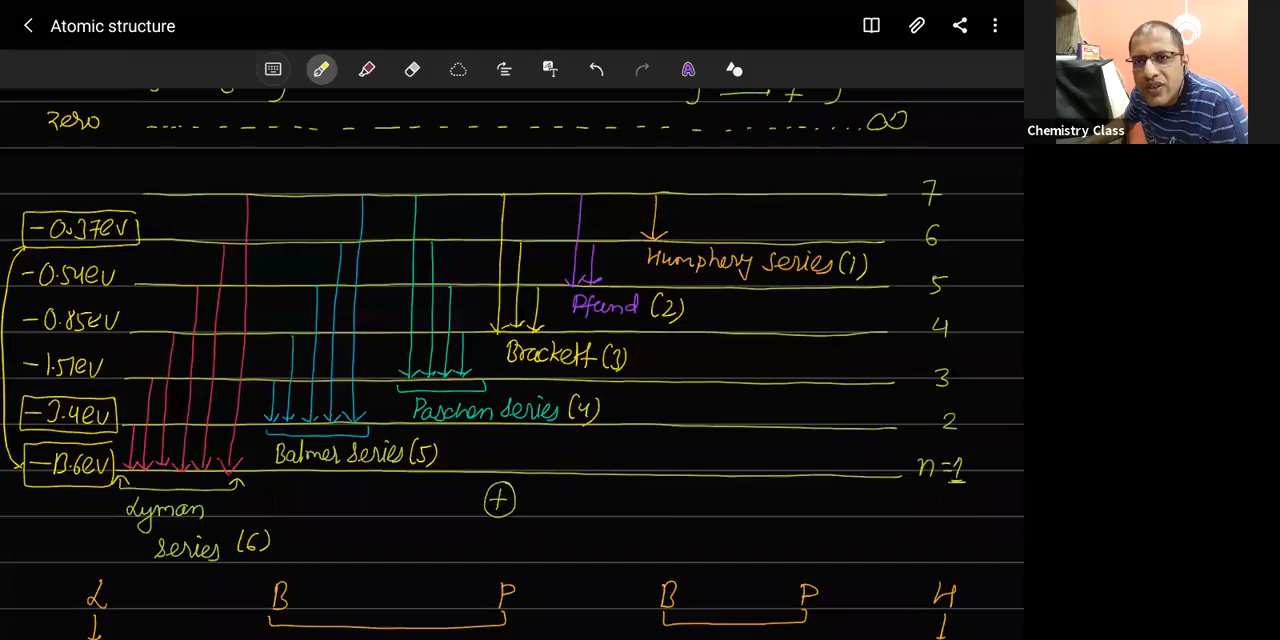 Atomic structure
Chemistry Class
zero ∞
7
-0.37eV 6
Humphery series (1)
-0.54eV 5
Pfund (2)
-0.85eV 4
Brackett (3)
-1.51eV 3
Paschen series (4)
-3.4eV 2
Balmer series (5)
-13.6eV n=1
+
Lyman
series (6)
L B P B P H